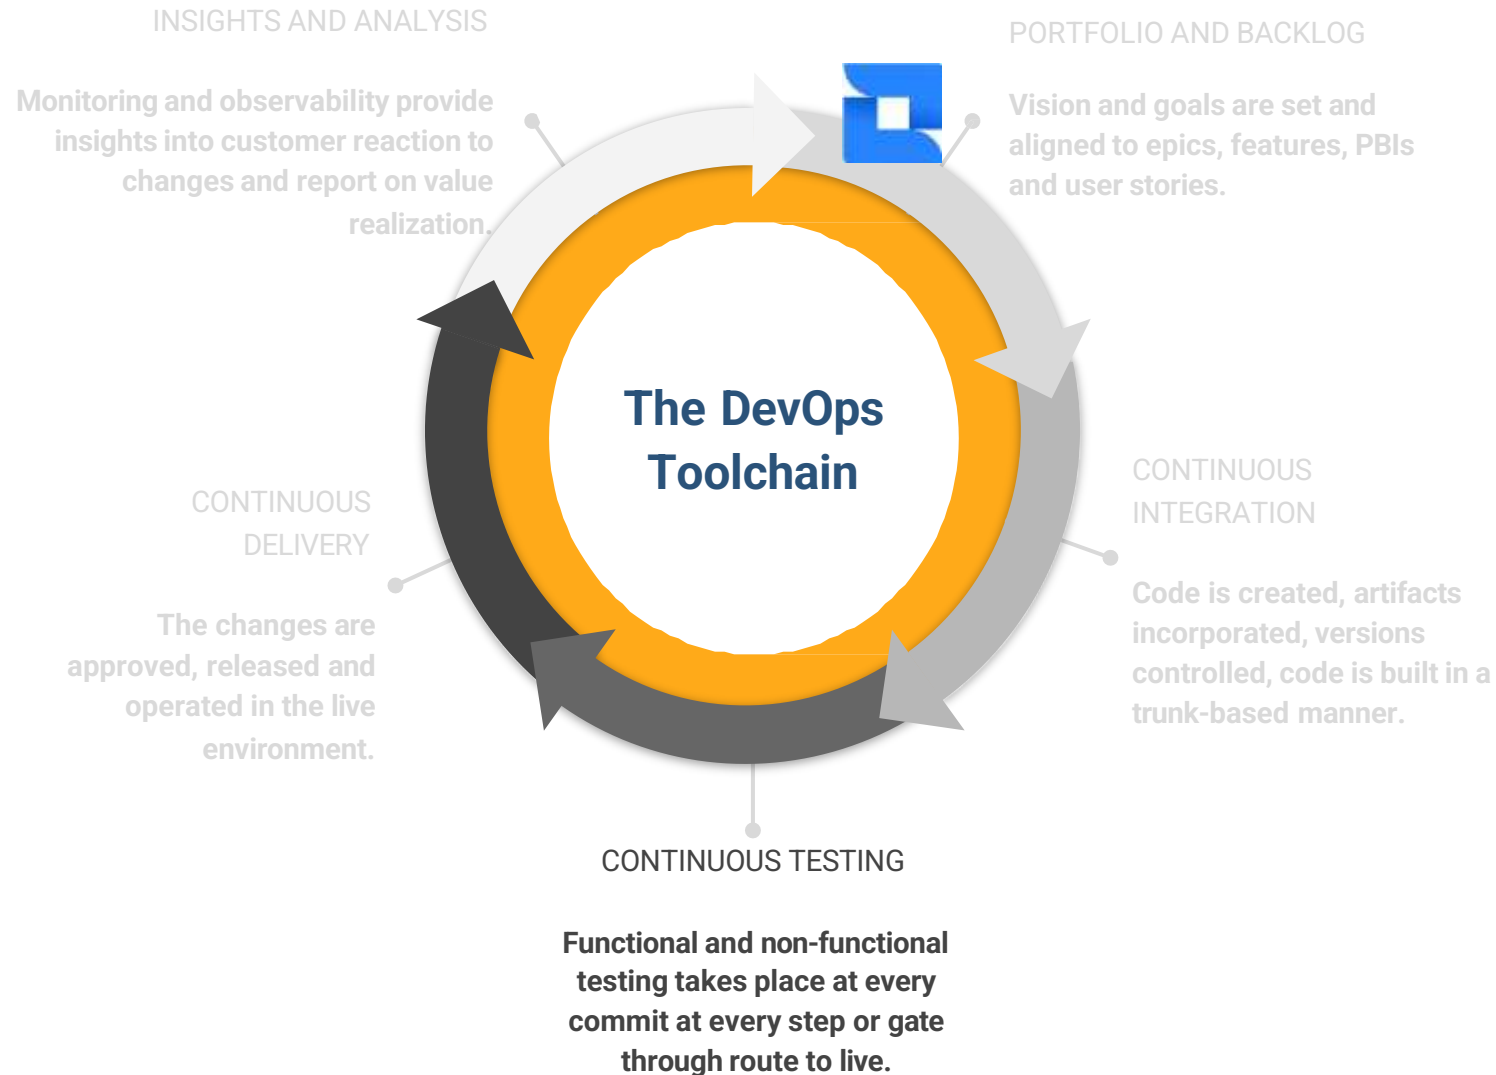 INSIGHTS AND ANALYSIS
Monitoring and observability provide
insights into customer reaction to
changes and report on value
realization.
PORTFOLIO AND BACKLOG
Vision and goals are set and
aligned to epics, features, PBIs
and user stories.
The DevOps
Toolchain
CONTINUOUS
INTEGRATION
Code is created, artifacts
incorporated, versions
controlled, code is built in a
trunk-based manner.
CONTINUOUS
DELIVERY
The changes are
approved, released and
operated in the live
environment.
CONTINUOUS TESTING
Functional and non-functional
testing takes place at every
commit at every step or gate
through route to live.